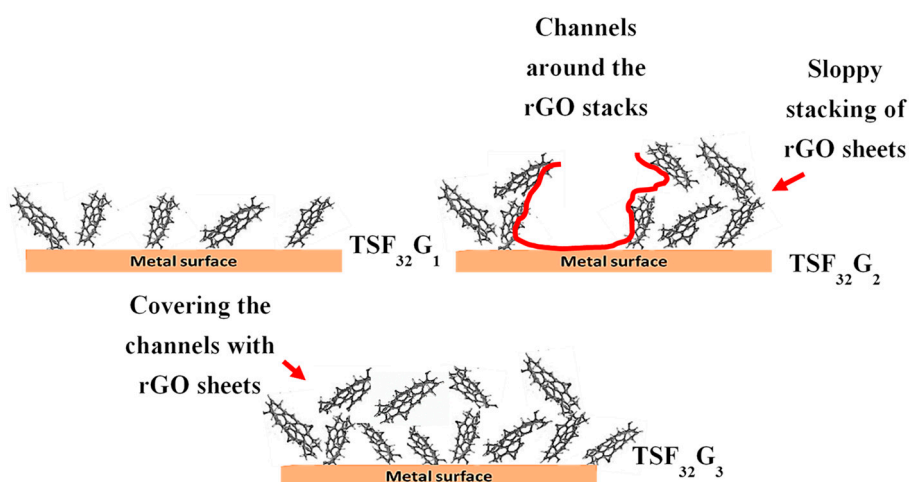 Channels
around the
rGO stacks
Sloppy
stacking of
rGO sheets
Metal surface
TSF32G1
Metal surface
TSF32G2
Covering the
channels with
rGO sheets
Metal surface
TSF32G3